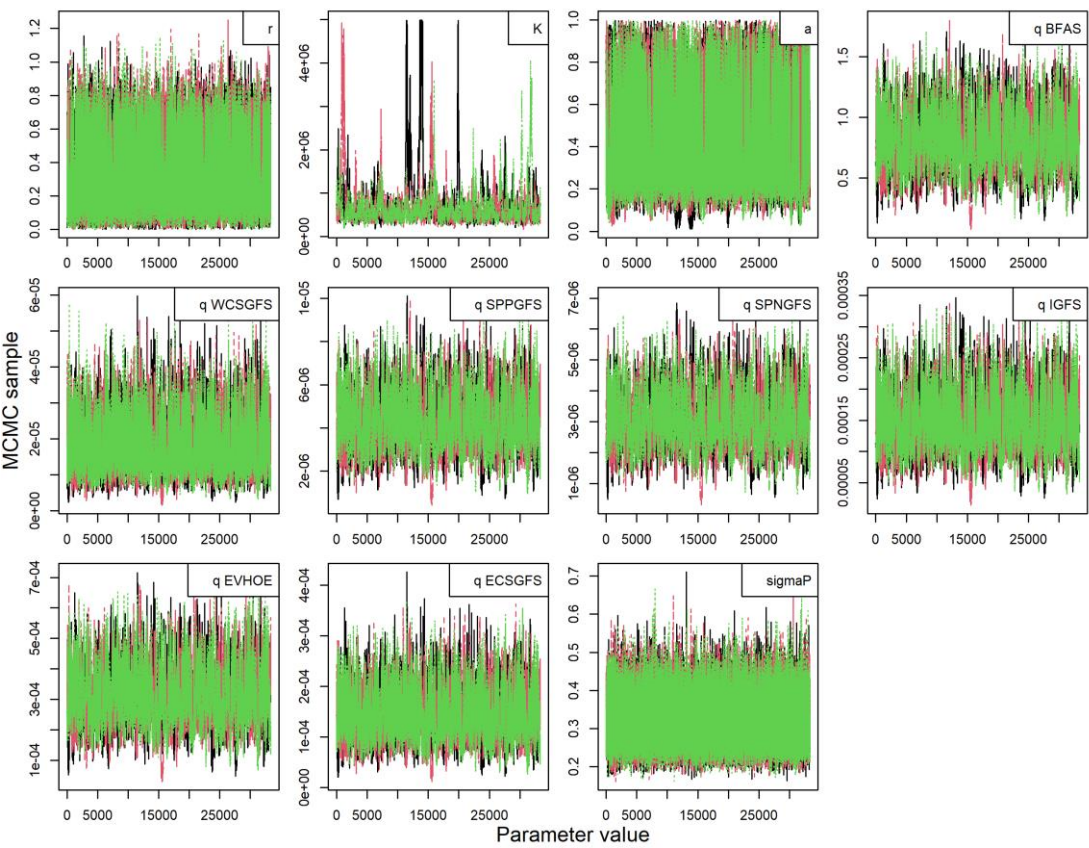 r
0.0 0.2 0.4 0.6 0.8 1.0 1.2
0 5000 15000 25000
K
0e+00 2e+06 4e+06
0 5000 15000 25000
a
0.0 0.2 0.4 0.6 0.8 1.0
0 5000 15000 25000
q BFAS
0.5 1.0 1.5
0 5000 15000 25000
MCMC sample
q WCSGFS
0e+00 2e-05 4e-05 6e-05
0 5000 15000 25000
q SPPGFS
2e-06 6e-06 1e-05
0 5000 15000 25000
q SPNGFS
1e-06 3e-06 5e-06 7e-06
0 5000 15000 25000
q IGFS
0.00005 0.00015 0.00025 0.00035
0 5000 15000 25000
q EVHOE
1e-04 3e-04 5e-04 7e-04
0 5000 15000 25000
q ECSGFS
0e+00 1e-04 2e-04 3e-04 4e-04
0 5000 15000 25000
sigmaP
0.2 0.3 0.4 0.5 0.6 0.7
0 5000 15000 25000
Parameter value